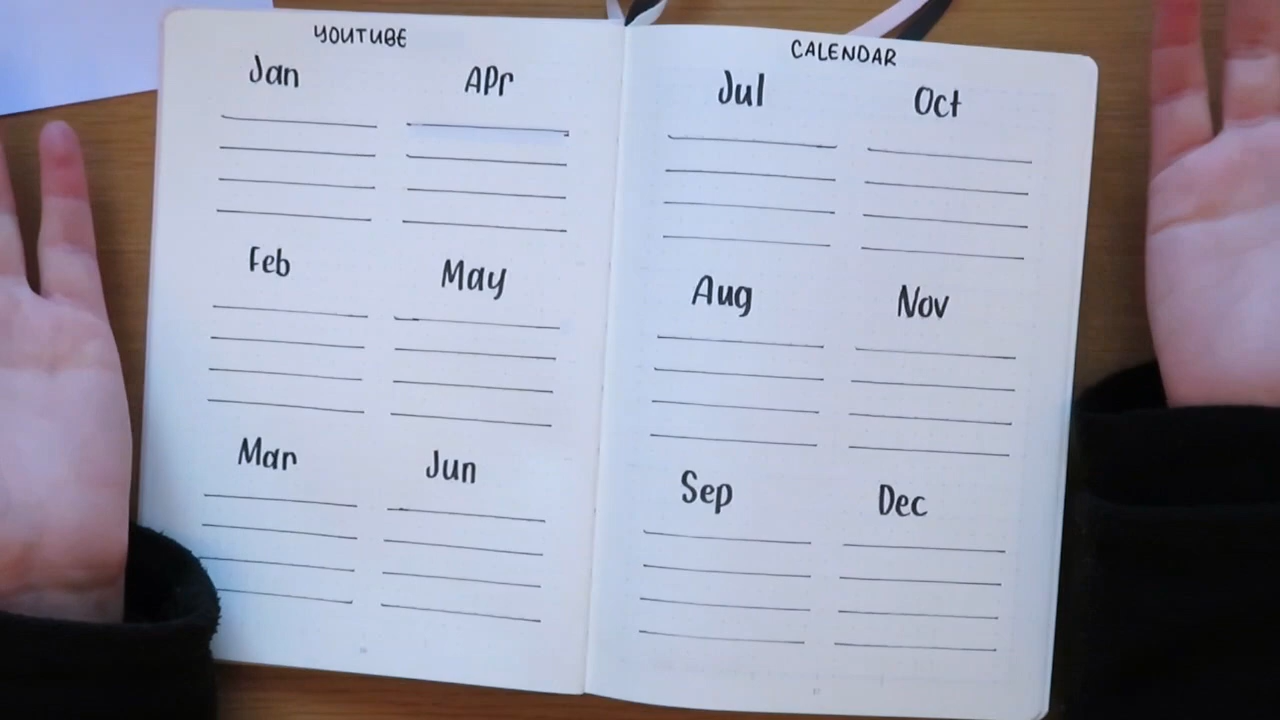 YOUTUBE
Jan
APr
Feb
May
Mar
Jun
CALENDAR
Jul
Oct
Aug
Nov
Sep
Dec